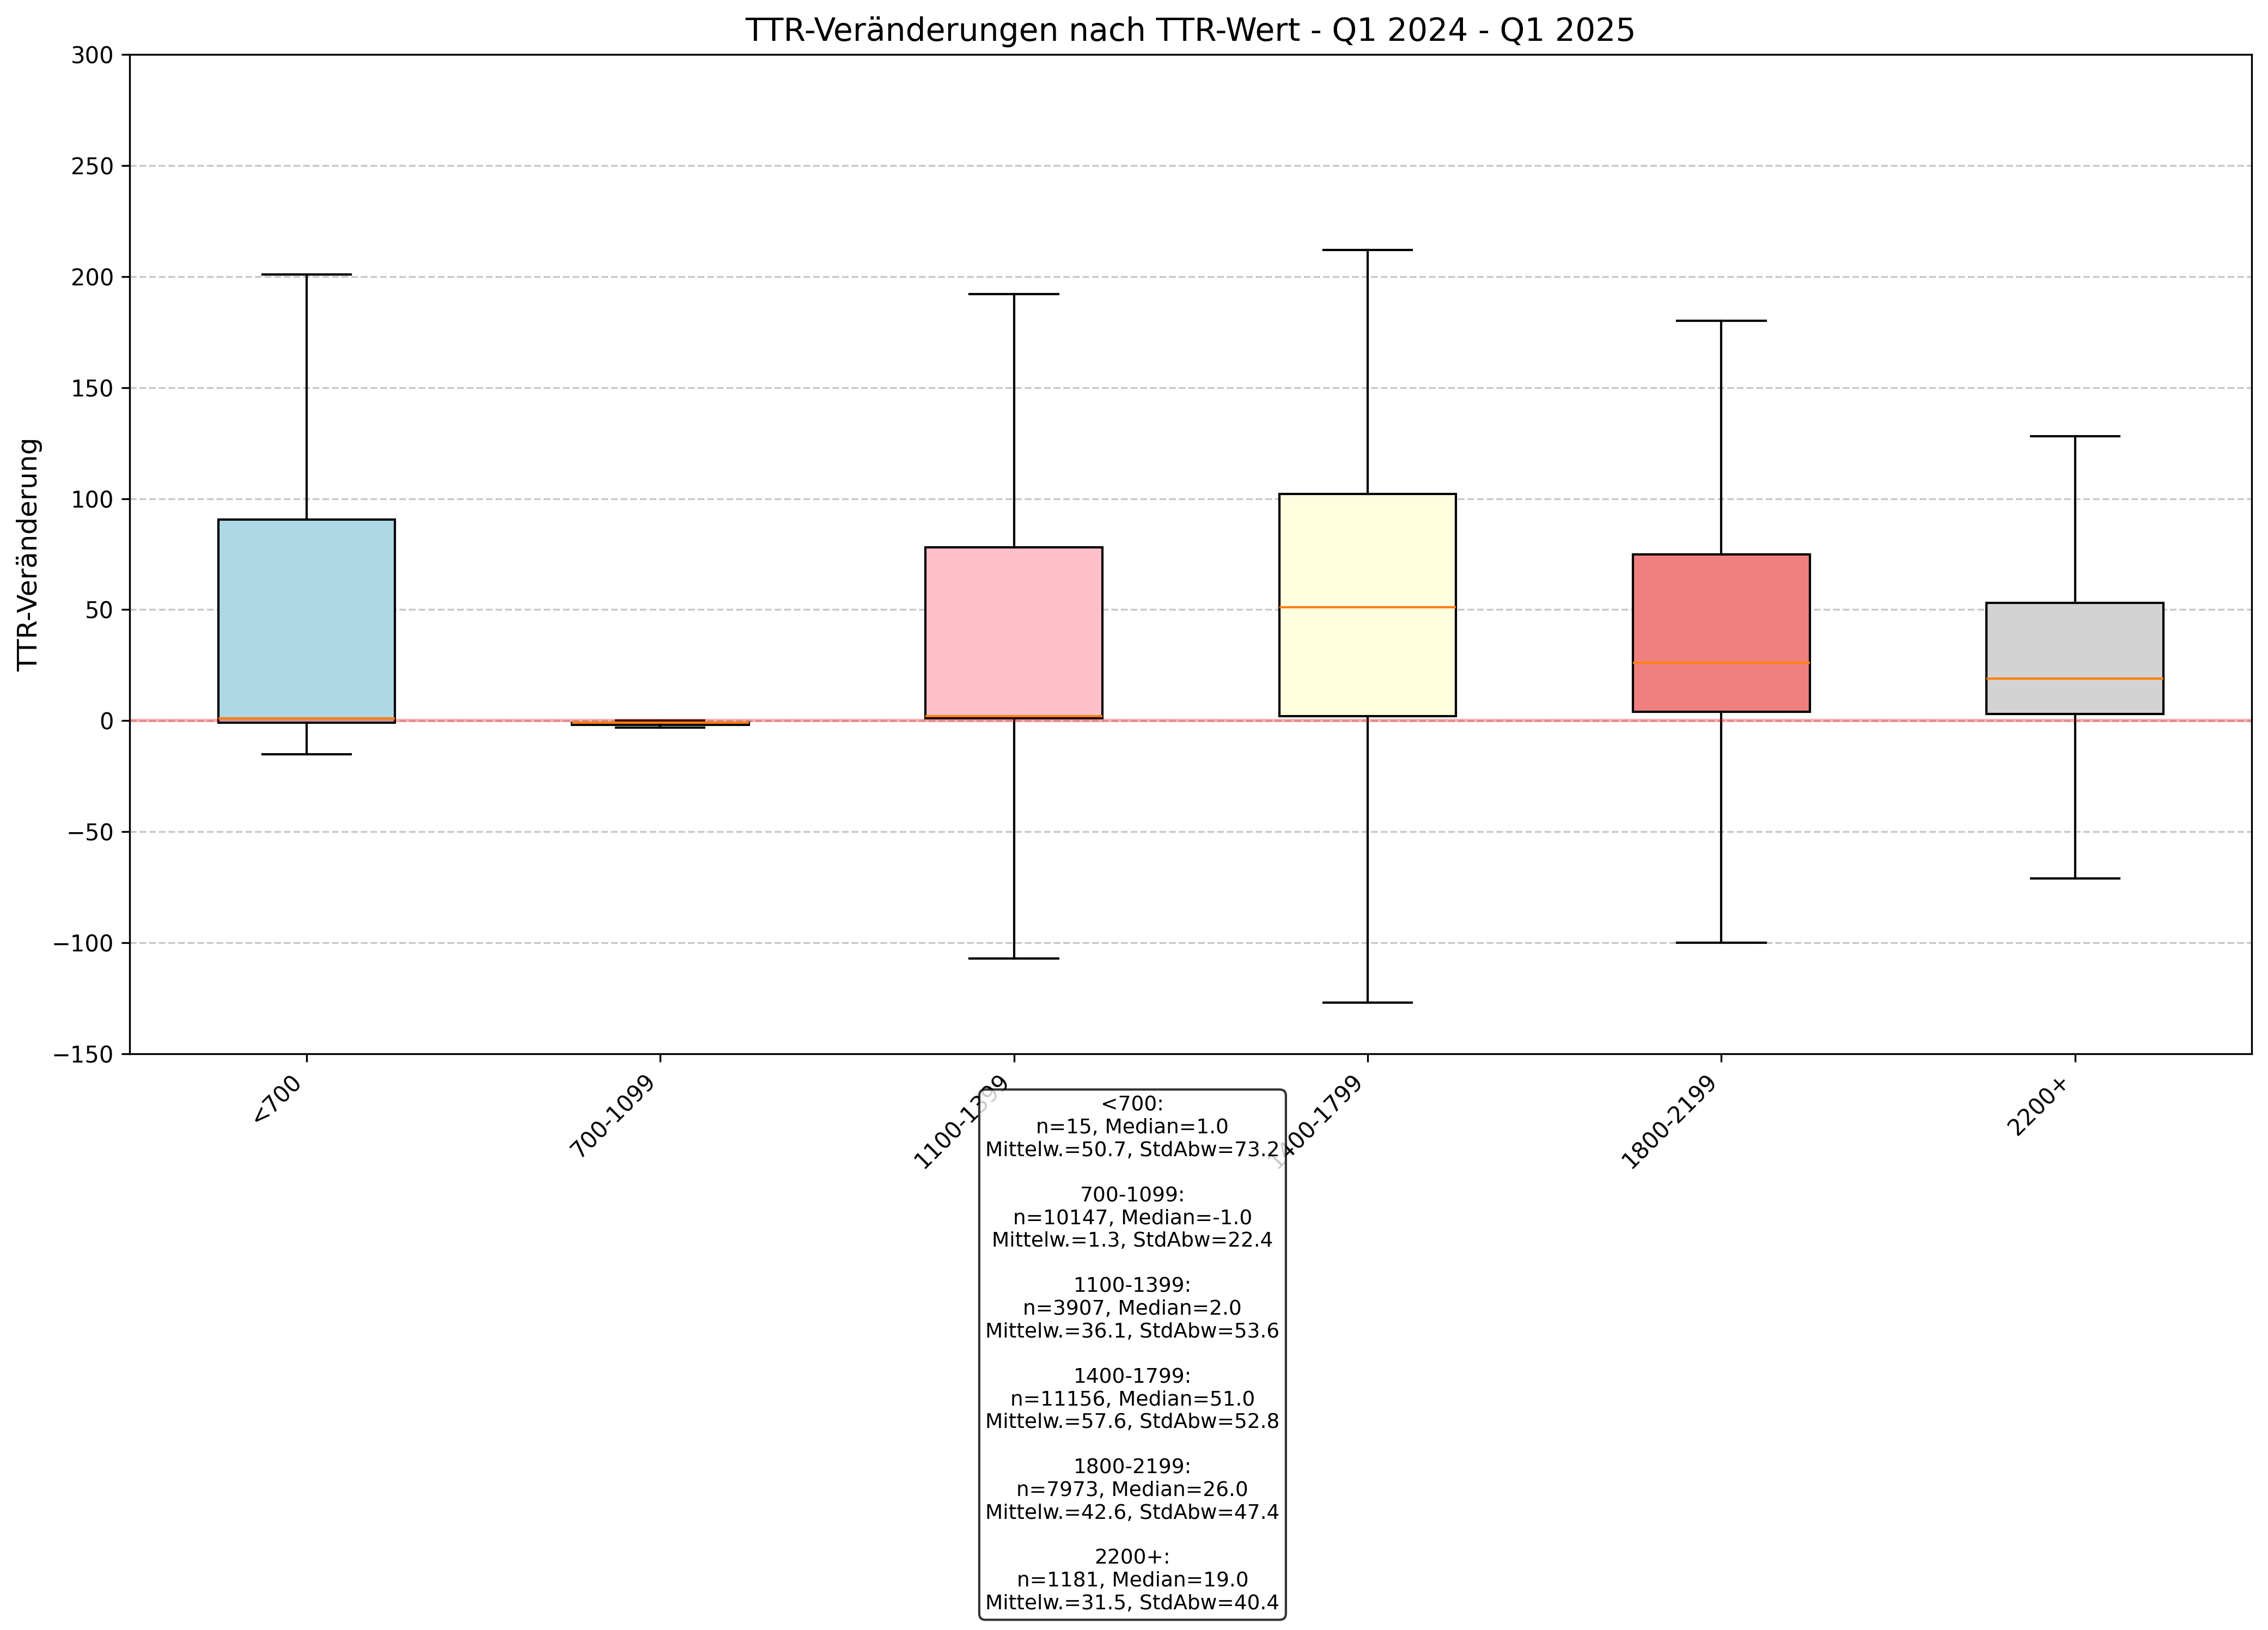 TTR-Veränderungen nach TTR-Wert - Q1 2024 - Q1 2025
TTR-Veränderung
300
250
200
150
100
50
0
−50
−100
−150
<700
700-1099
1100-1399
1400-1799
1800-2199
2200+
<700:
n=15, Median=1.0
Mittelw.=50.7, StdAbw=73.2
700-1099:
n=10147, Median=-1.0
Mittelw.=1.3, StdAbw=22.4
1100-1399:
n=3907, Median=2.0
Mittelw.=36.1, StdAbw=53.6
1400-1799:
n=11156, Median=51.0
Mittelw.=57.6, StdAbw=52.8
1800-2199:
n=7973, Median=26.0
Mittelw.=42.6, StdAbw=47.4
2200+:
n=1181, Median=19.0
Mittelw.=31.5, StdAbw=40.4